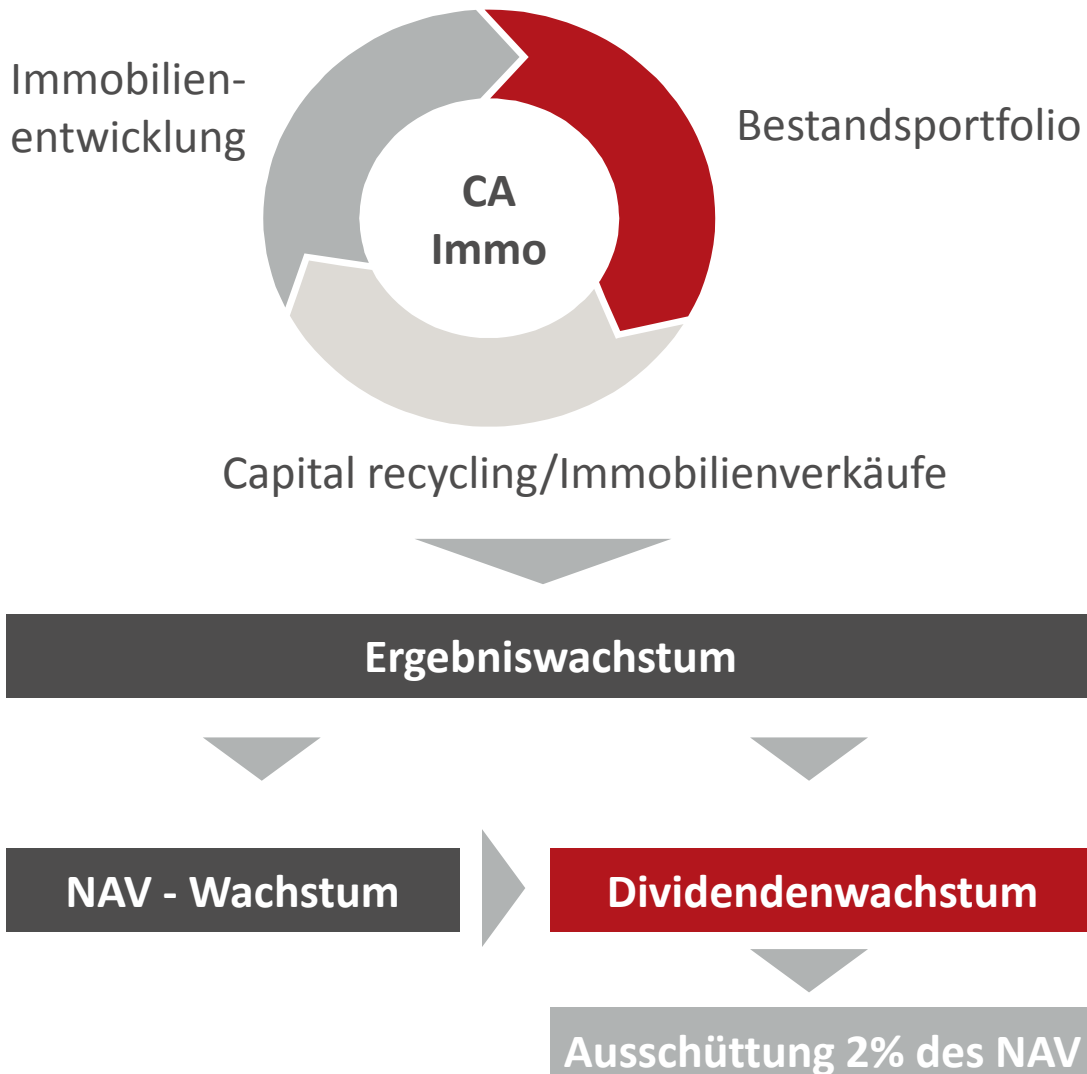 Immobilien-
entwicklung
Bestandsportfolio
CA
Immo
Capital recycling/Immobilienverkäufe
Ergebniswachstum
NAV - Wachstum
Dividendenwachstum
Ausschüttung 2% des NAV